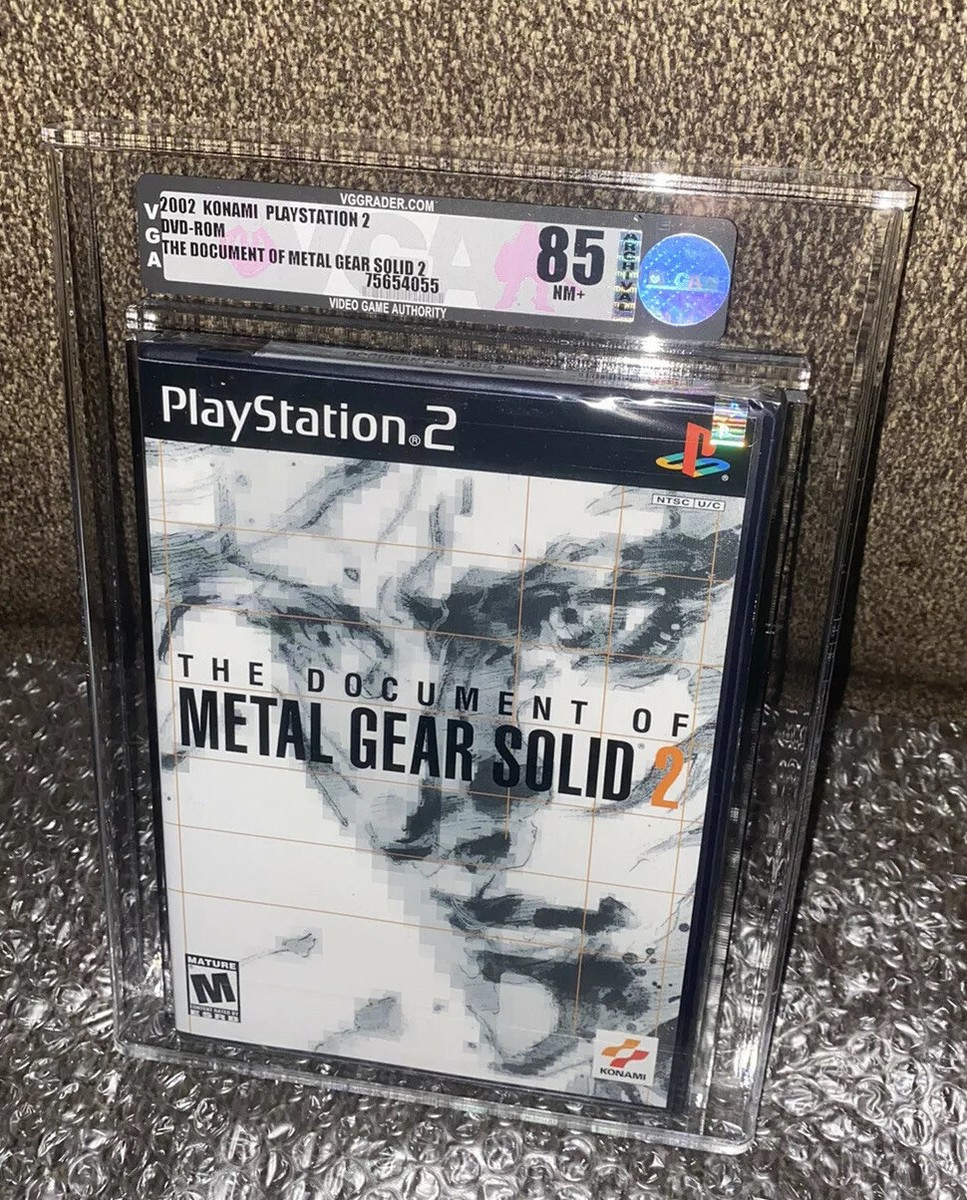 VGGRADER.COM
VGA
2002 KONAMI PLAYSTATION 2
DVD-ROM
THE DOCUMENT OF METAL GEAR SOLID 2
75654055
85
NM+
ARCHIVAL
VIDEO GAME AUTHORITY
PlayStation®2
NTSC U/C
THE DOCUMENT OF
METAL GEAR SOLID® 2
MATURE
M
ESRB
KONAMI